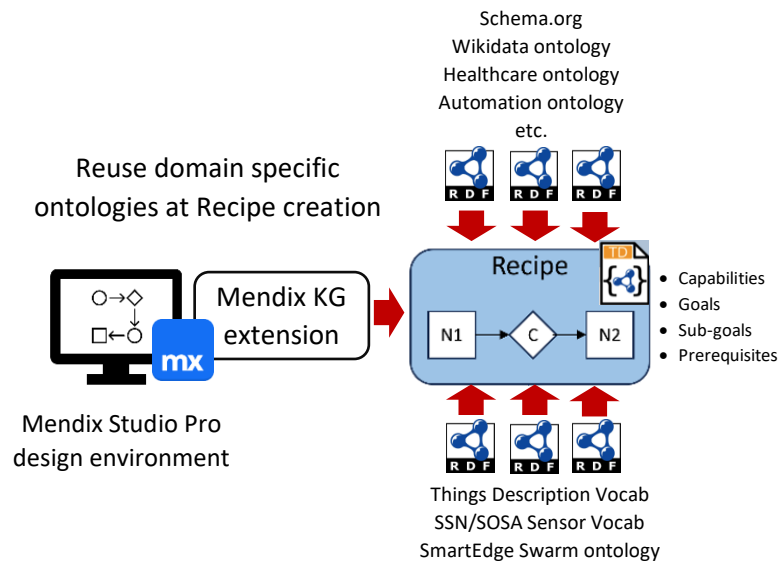 Schema.org
Wikidata ontology
Healthcare ontology
Automation ontology
etc.
Reuse domain specific
ontologies at Recipe creation
RDF
RDF
RDF
Recipe
TD
Mendix KG
extension
mx
N1
C
N2
• Capabilities
• Goals
• Sub-goals
• Prerequisites
Mendix Studio Pro
design environment
RDF
RDF
RDF
Things Description Vocab
SSN/SOSA Sensor Vocab
SmartEdge Swarm ontology